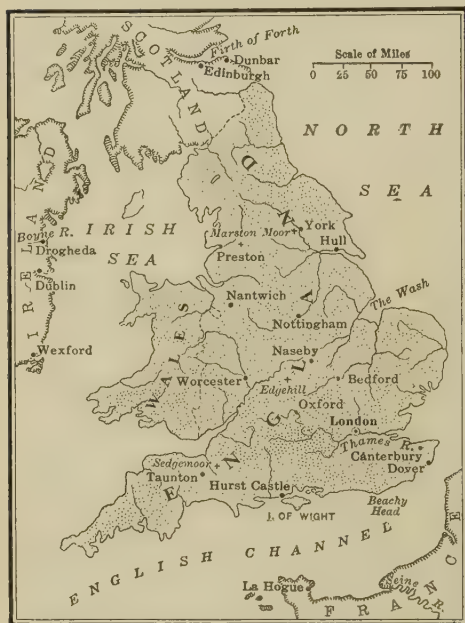 SCOTLAND
Firth of Forth
Dunbar
Edinburgh
Scale of Miles
0 25 50 75 100
NORTH
SEA
IRELAND
Boyne R.
IRISH
SEA
Drogheda
Dublin
Wexford
Marston Moor
York
Hull
Preston
Nantwich
Nottingham
The Wash
WALES
Naseby
Worcester
Edgehill
Bedford
Oxford
London
Thames R.
Canterbury
Dover
Sedgemoor
Taunton
Hurst Castle
ENGLAND
Beachy
Head
I. OF WIGHT
ENGLISH CHANNEL
La Hogue
Seine R.
FRANCE